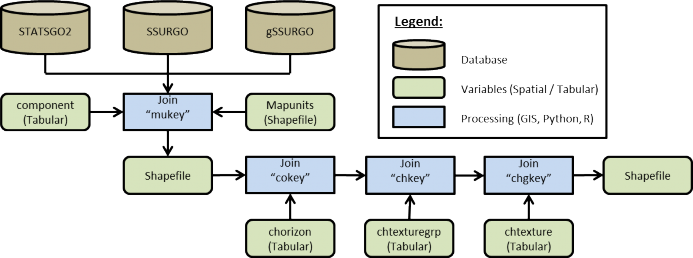 STATSGO2
SSURGO
gSSURGO
Legend:
Database
Variables (Spatial / Tabular)
Processing (GIS, Python, R)
component
(Tabular)
Join
“mukey”
Mapunits
(Shapefile)
Shapefile
Join
“cokey”
Join
“chkey”
Join
“chgkey”
Shapefile
chorizon
(Tabular)
chtexturegrp
(Tabular)
chtexture
(Tabular)